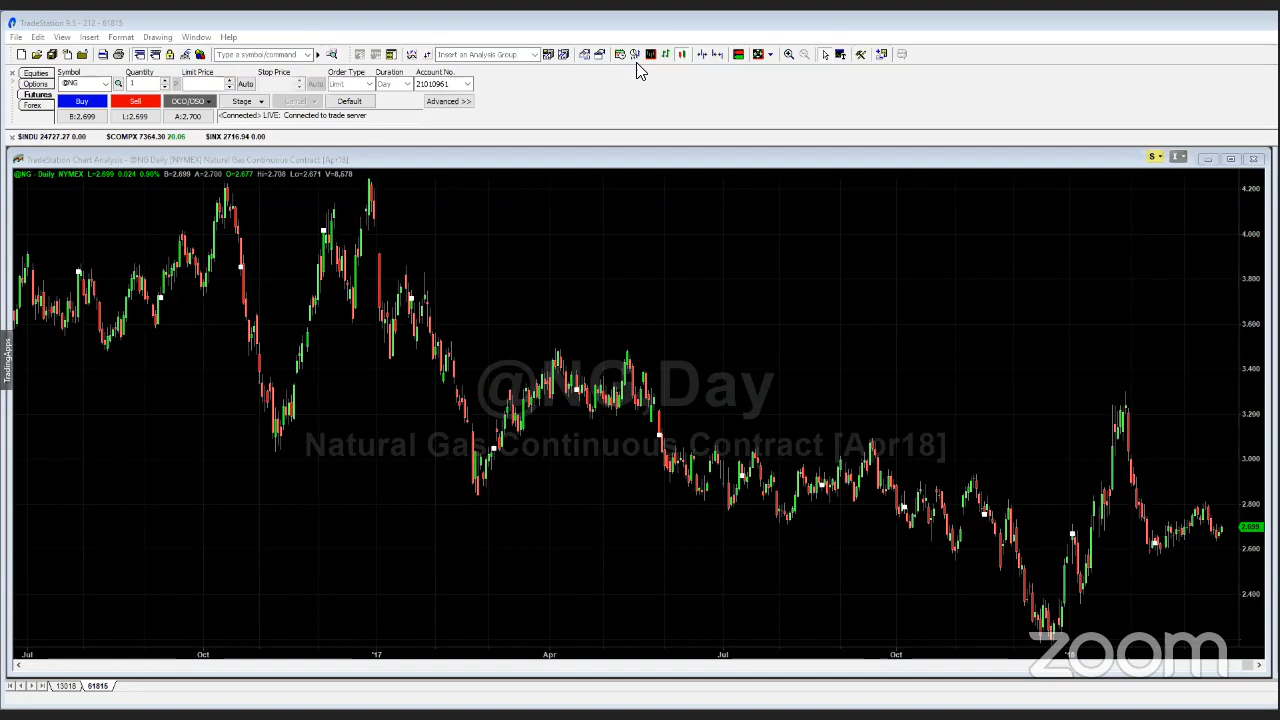 TradeStation 9.5 - 212 - 61815
File Edit View Insert Format Drawing Window Help
Type a symbol/command
Insert an Analysis Group
Equities
Options
Futures
Forex
Symbol Quantity Limit Price Stop Price Order Type Duration Account No.
@NG 1 Auto Auto Limit Day 21010961
Buy Sell OCO/OSO Stage Cancel Default Advanced >>
B:2.699 L:2.699 A:2.700 <Connected> LIVE: Connected to trade server
$INDU 24727.27 0.00 $COMPX 7364.30 20.06 $INX 2716.94 0.00
TradeStation Chart Analysis - @NG Daily [NYMEX] Natural Gas Continuous Contract [Apr18]
S I
@NG - Daily NYMEX L=2.699 0.024 0.90% B=2.699 A=2.700 O=2.677 Hi=2.708 Lo=2.671 V=8,578
4.200
4.000
3.800
3.600
3.400
3.200
3.000
2.800
2.699
2.600
2.400
TradingApps
@NG,Day
Natural Gas Continuous Contract [Apr18]
Jul Oct '17 Apr Jul Oct '18
zoom
13018 61815